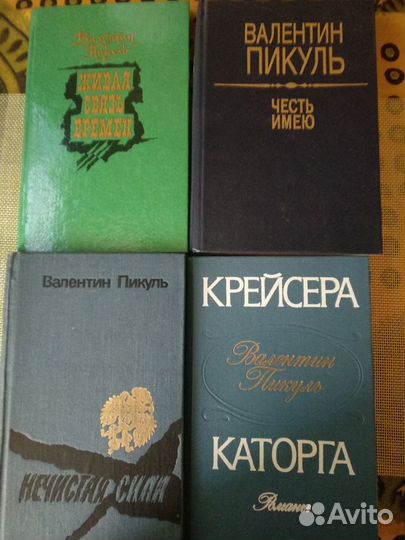 Валентин
Пикуль
ЖИВАЯ
СВЯЗЬ
ВРЕМЕН
ВАЛЕНТИН
ПИКУЛЬ
ЧЕСТЬ
ИМЕЮ
Валентин Пикуль
НЕЧИСТАЯ СИЛА
КРЕЙСЕРА
Валентин
Пикуль
КАТОРГА
Романы
Avito